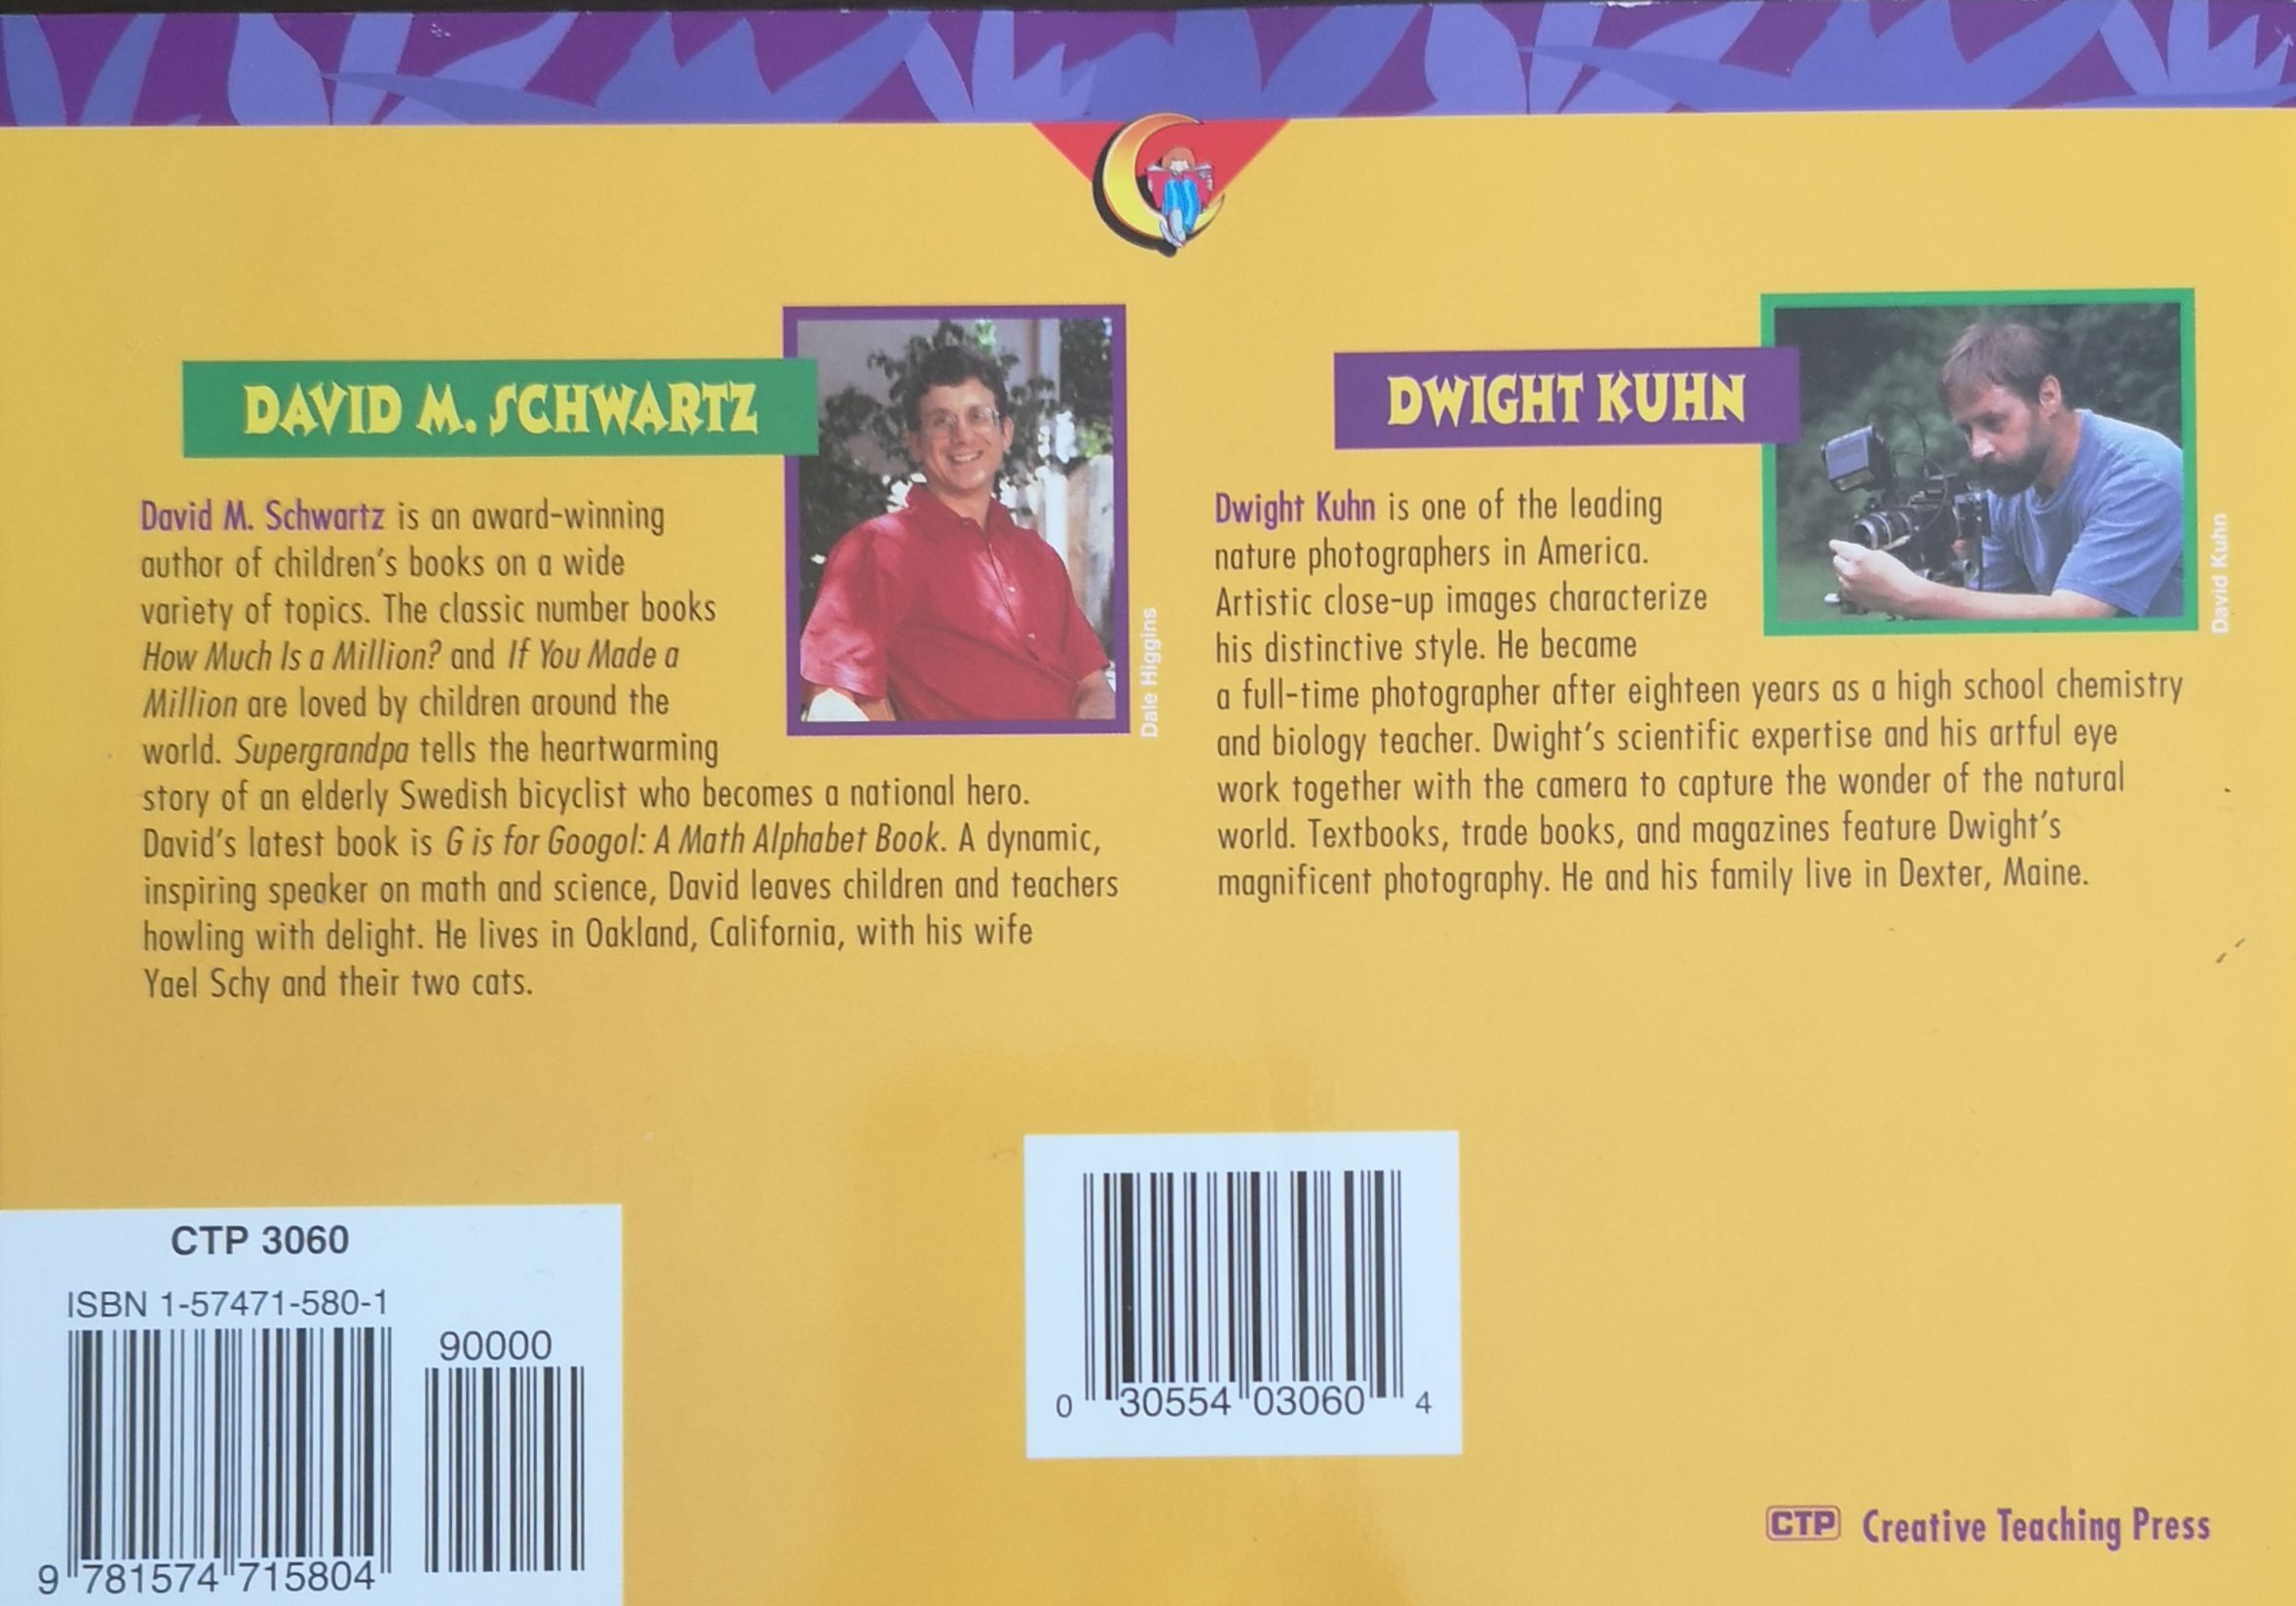 DAVID M. SCHWARTZ
David M. Schwartz is an award-winning
author of children's books on a wide
variety of topics. The classic number books
How Much Is a Million? and If You Made a
Million are loved by children around the
world. Supergrandpa tells the heartwarming
story of an elderly Swedish bicyclist who becomes a national hero.
David's latest book is G is for Googol: A Math Alphabet Book. A dynamic,
inspiring speaker on math and science, David leaves children and teachers
howling with delight. He lives in Oakland, California, with his wife
Yael Schy and their two cats.
Dale Higgins
DWIGHT KUHN
Dwight Kuhn is one of the leading
nature photographers in America.
Artistic close-up images characterize
his distinctive style. He became
a full-time photographer after eighteen years as a high school chemistry
and biology teacher. Dwight's scientific expertise and his artful eye
work together with the camera to capture the wonder of the natural
world. Textbooks, trade books, and magazines feature Dwight's
magnificent photography. He and his family live in Dexter, Maine.
David Kuhn
CTP 3060
ISBN 1-57471-580-1
90000
9 781574 715804
0 30554 03060 4
CTP Creative Teaching Press